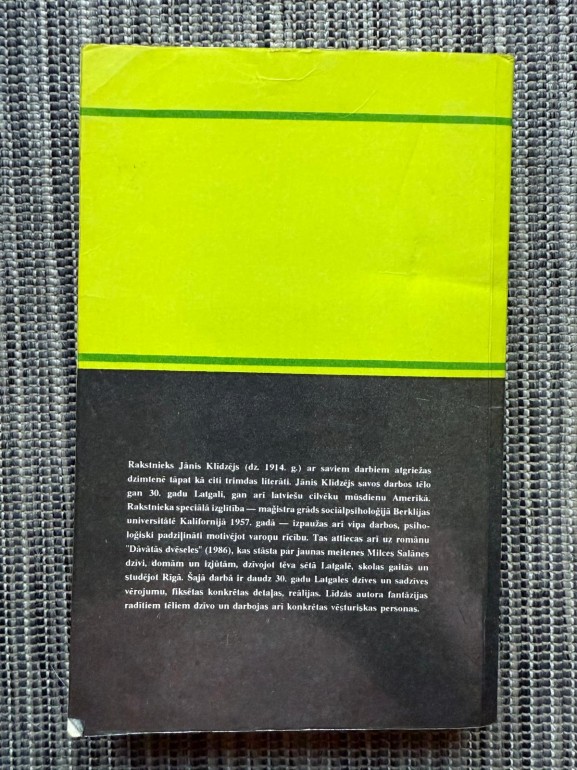 Rakstnieks Jānis Klīdzējs (dz. 1914. g.) ar saviem darbiem atgriežas
dzimtenē tāpat kā citi trimdas literāti. Jānis Klīdzējs savos darbos tēlo
gan 30. gadu Latgali, gan arī latviešu cilvēku mūsdienu Amerikā.
Rakstnieka speciālā izglītība — maģistra grāds sociālpsiholoģijā Berklijas
universitātē Kalifornijā 1957. gadā — izpaužas arī viņa darbos, psiho-
loģiski padziļināti motivējot varoņu rīcību. Tas attiecas arī uz romānu
"Dāvātās dvēseles" (1986), kas stāsta par jaunas meitenes Milces Salānes
dzīvi, domām un izjūtām, dzīvojot tēva sētā Latgalē, skolas gaitās un
studējot Rīgā. Šajā darbā ir daudz 30. gadu Latgales dzīves un sadzīves
vērojumu, fiksētas konkrētas detaļas, reālijas. Līdzās autora fantāzijas
radītiem tēliem dzīvo un darbojas arī konkrētas vēsturiskas personas.